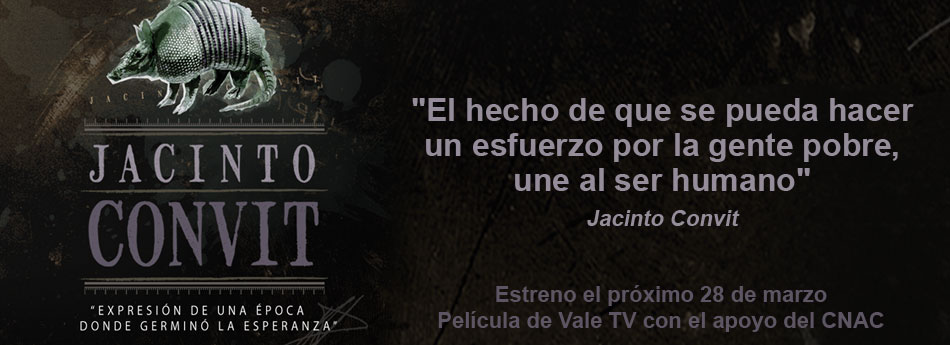 JACINTO
CONVIT
"EXPRESIÓN DE UNA ÉPOCA
DONDE GERMINÓ LA ESPERANZA"
"El hecho de que se pueda hacer
un esfuerzo por la gente pobre,
une al ser humano"
Jacinto Convit
Estreno el próximo 28 de marzo
Película de Vale TV con el apoyo del CNAC